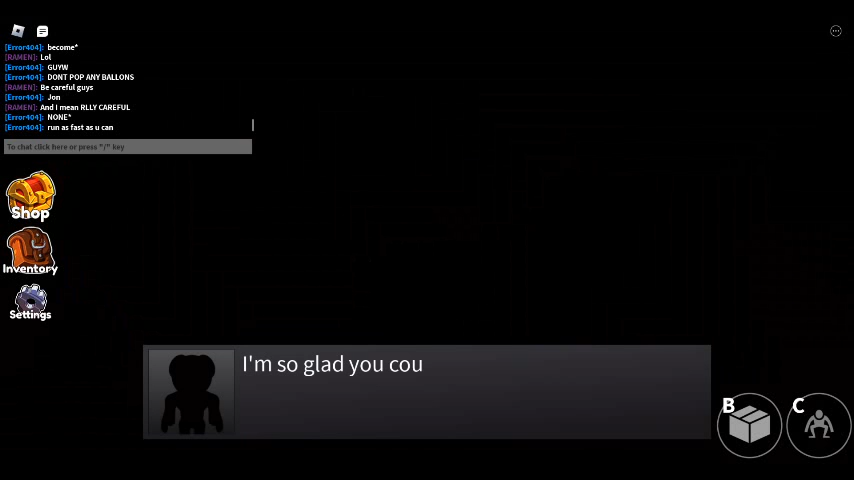 [Error404]: become*
[RAMEN]: Lol
[Error404]: GUYW
[Error404]: DONT POP ANY BALLONS
[RAMEN]: Be careful guys
[Error404]: Jon
[RAMEN]: And I mean RLLY CAREFUL
[Error404]: NONE*
[Error404]: run as fast as u can
To chat click here or press "/" key
Shop
Inventory
Settings
I'm so glad you cou
B
C